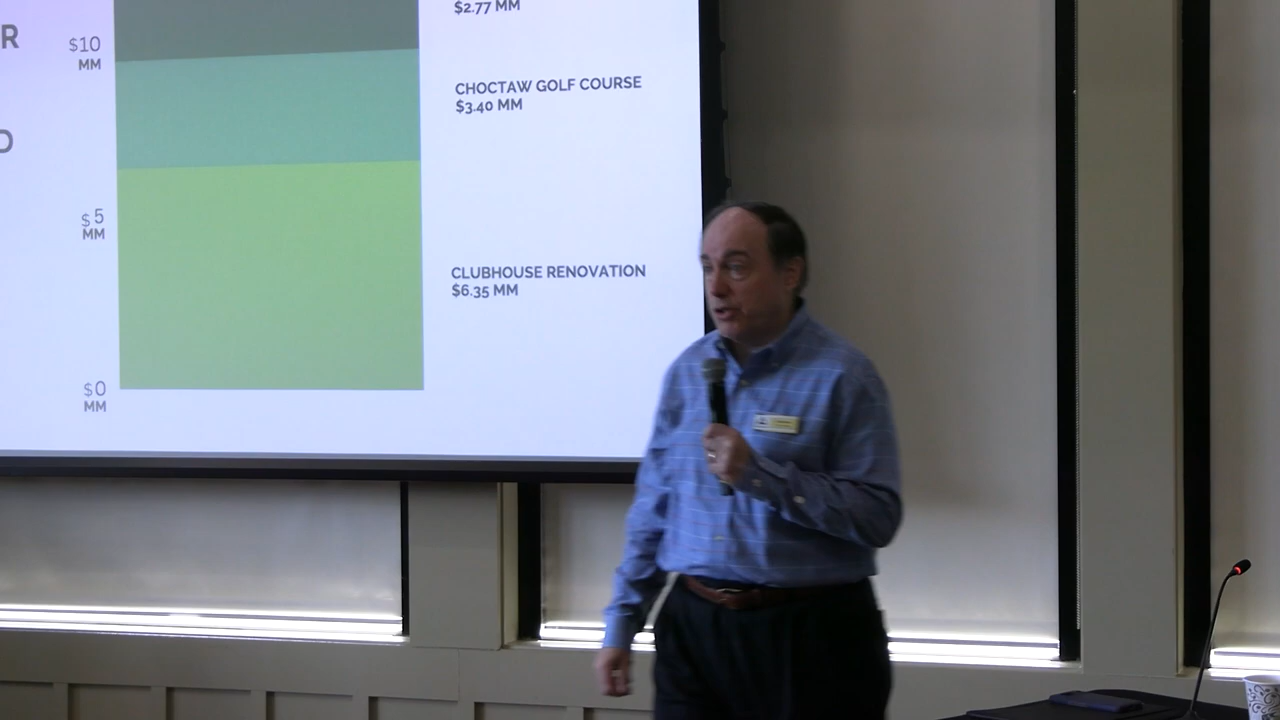 $2.77 MM
R
$10
MM
CHOCTAW GOLF COURSE
$3.40 MM
$5
MM
CLUBHOUSE RENOVATION
$6.35 MM
$0
MM